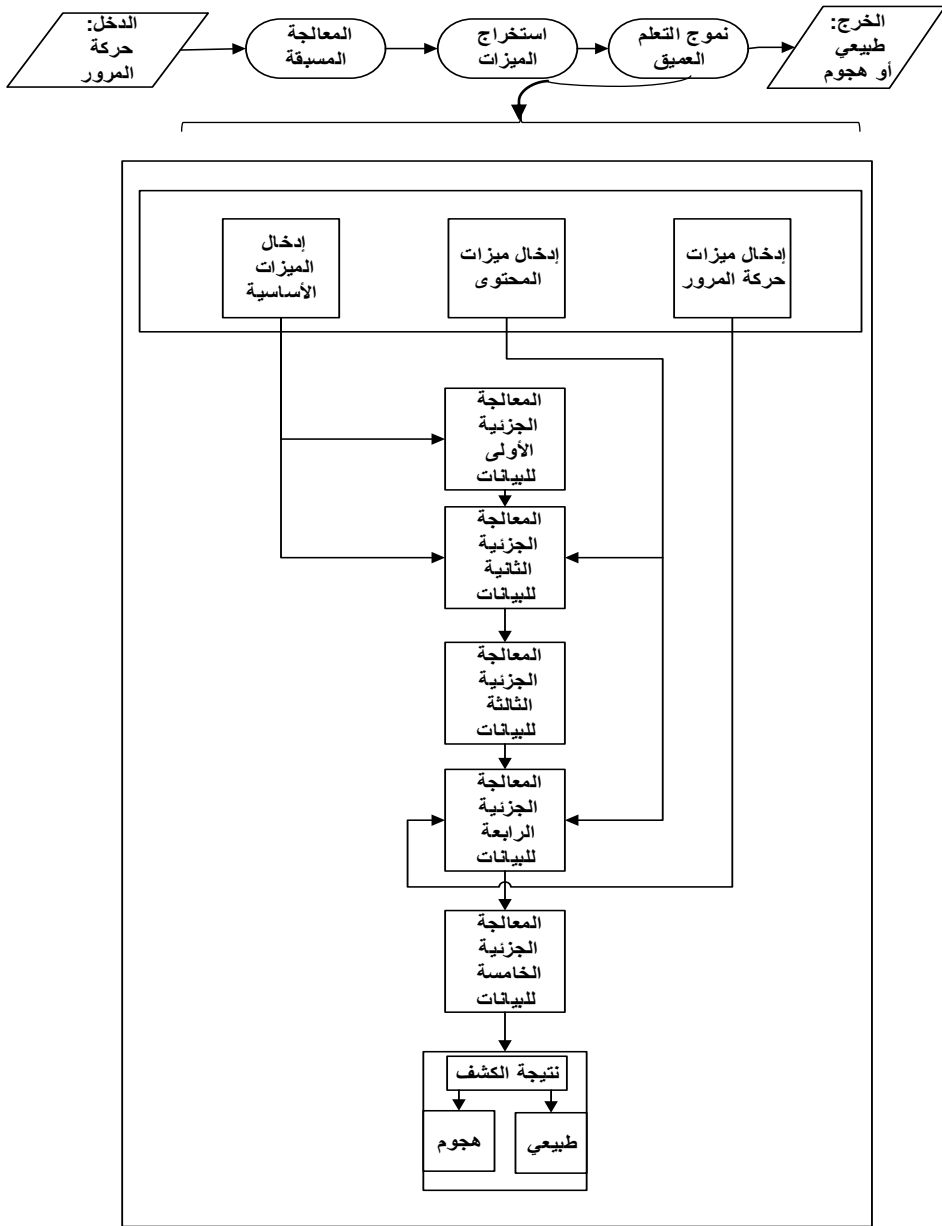 الدخل:
حركة
المرور
المعالجة
المسبقة
استخراج
الميزات
نموج التعلم
العميق
الخرج:
طبيعي
أو هجوم
إدخال
الميزات
الأساسية
إدخال ميزات
المحتوى
إدخال ميزات
حركة المرور
المعالجة
الجزئية
الأولى
للبيانات
المعالجة
الجزئية
الثانية
للبيانات
المعالجة
الجزئية
الثالثة
للبيانات
المعالجة
الجزئية
الرابعة
للبيانات
المعالجة
الجزئية
الخامسة
للبيانات
نتيجة الكشف
هجوم
طبيعي